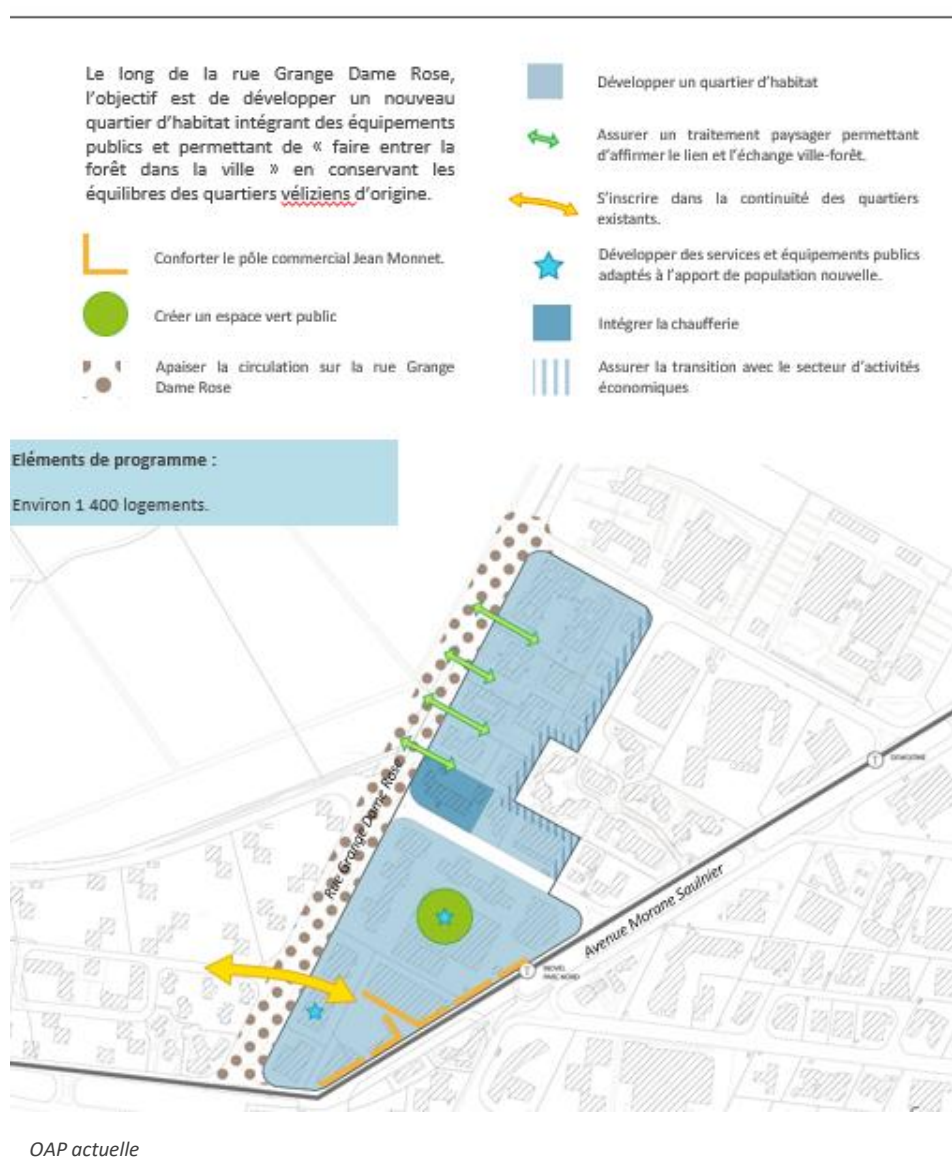 Le long de la rue Grange Dame Rose,
l'objectif est de développer un nouveau
quartier d'habitat intégrant des équipements
publics et permettant de « faire entrer la
forêt dans la ville » en conservant les
équilibres des quartiers véliziens d'origine.
Conforter le pôle commercial Jean Monnet.
Créer un espace vert public
Apaiser la circulation sur la rue Grange
Dame Rose
Développer un quartier d'habitat
Assurer un traitement paysager permettant
d'affirmer le lien et l'échange ville-forêt.
S'inscrire dans la continuité des quartiers
existants.
Développer des services et équipements publics
adaptés à l'apport de population nouvelle.
Intégrer la chaufferie
Assurer la transition avec le secteur d'activités
économiques
Eléments de programme :
Environ 1 400 logements.
Rue Grange Dame Rose
Avenue Morane Saulnier
T
DEWOITINE
T
INOVEL
PARC NORD
OAP actuelle